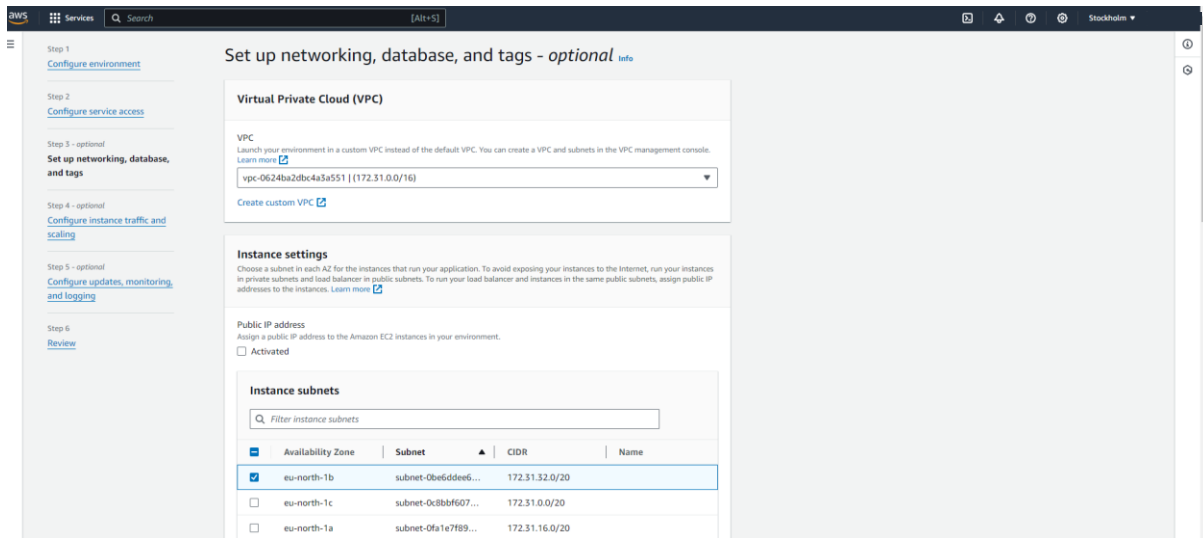 aws Services Search [Alt+S] Stockholm
Step 1
Configure environment
Step 2
Configure service access
Step 3 - optional
Set up networking, database,
and tags
Step 4 - optional
Configure instance traffic and
scaling
Step 5 - optional
Configure updates, monitoring,
and logging
Step 6
Review
Set up networking, database, and tags - optional Info
Virtual Private Cloud (VPC)
VPC
Launch your environment in a custom VPC instead of the default VPC. You can create a VPC and subnets in the VPC management console.
Learn more
vpc-0624ba2dbc4a3a551 | (172.31.0.0/16)
Create custom VPC
Instance settings
Choose a subnet in each AZ for the instances that run your application. To avoid exposing your instances to the Internet, run your instances
in private subnets and load balancer in public subnets. To run your load balancer and instances in the same public subnets, assign public IP
addresses to the instances. Learn more
Public IP address
Assign a public IP address to the Amazon EC2 instances in your environment.
Activated
Instance subnets
Filter instance subnets
Availability Zone Subnet CIDR Name
eu-north-1b subnet-0be6ddee6... 172.31.32.0/20
eu-north-1c subnet-0c8bbf607... 172.31.0.0/20
eu-north-1a subnet-0fa1e7f89... 172.31.16.0/20